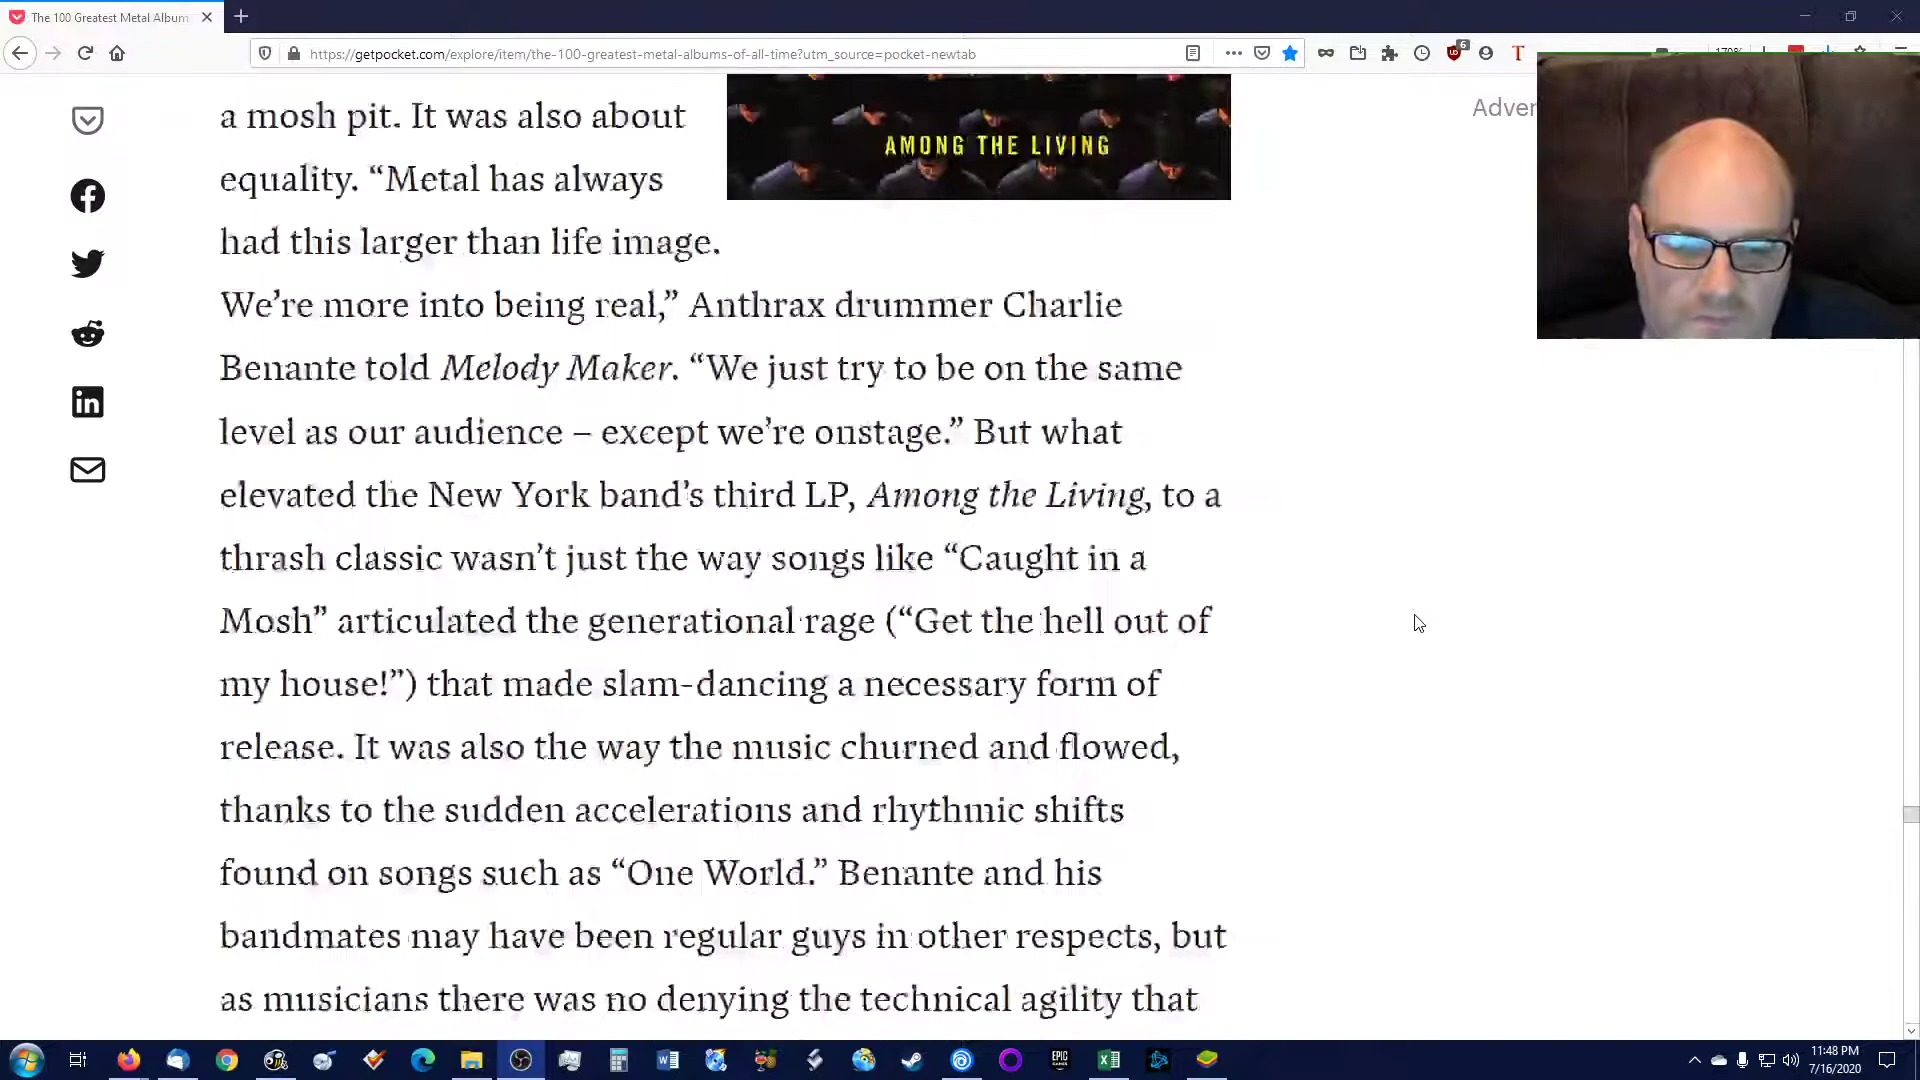 The 100 Greatest Metal Album
https://getpocket.com/explore/item/the-100-greatest-metal-albums-of-all-time?utm_source=pocket-newtab
6
T
a mosh pit. It was also about
equality. “Metal has always
had this larger than life image.
AMONG THE LIVING
Adver
We’re more into being real,” Anthrax drummer Charlie
Benante told Melody Maker. “We just try to be on the same
level as our audience – except we’re onstage.” But what
elevated the New York band’s third LP, Among the Living, to a
thrash classic wasn’t just the way songs like “Caught in a
Mosh” articulated the generational rage (“Get the hell out of
my house!”) that made slam-dancing a necessary form of
release. It was also the way the music churned and flowed,
thanks to the sudden accelerations and rhythmic shifts
found on songs such as “One World.” Benante and his
bandmates may have been regular guys in other respects, but
as musicians there was no denying the technical agility that
11:48 PM
7/16/2020